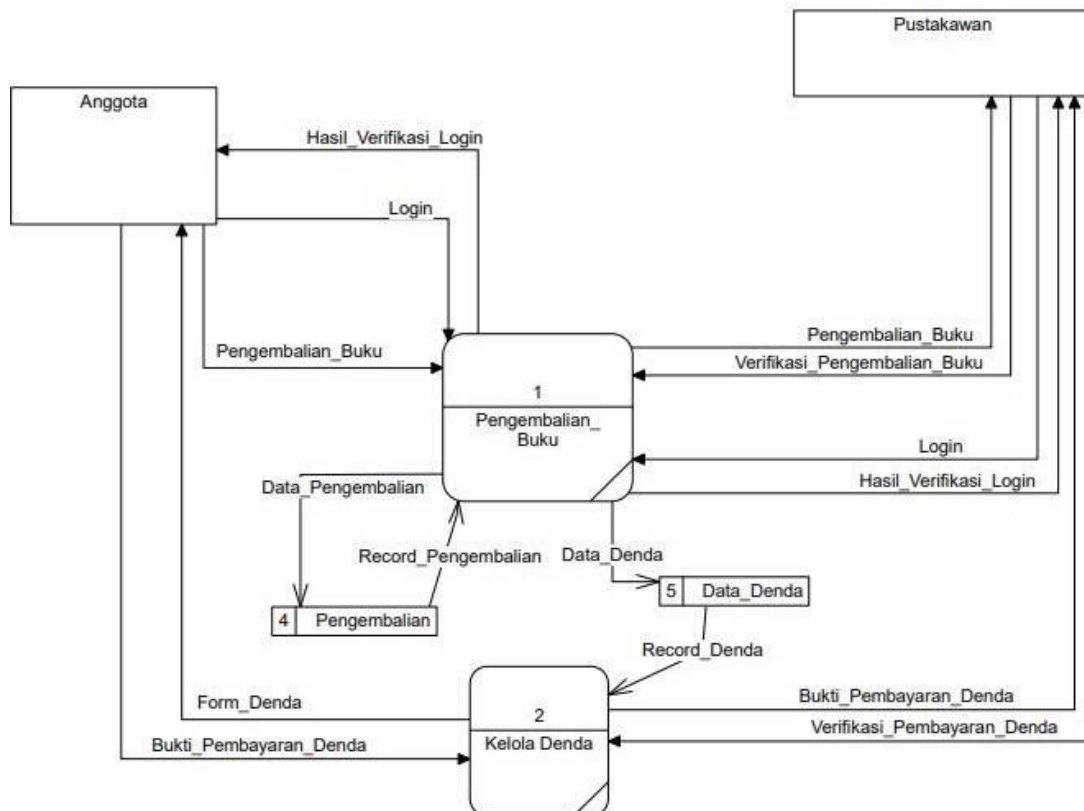 Pustakawan
Anggota
Hasil_Verifikasi_Login
Login
Pengembalian_Buku
Pengembalian_Buku
Verifikasi_Pengembalian_Buku
1
Pengembalian_
Buku
Login
Hasil_Verifikasi_Login
Data_Pengembalian
Record_Pengembalian
Data_Denda
5 Data_Denda
4 Pengembalian
Record_Denda
Form_Denda
Bukti_Pembayaran_Denda
2
Verifikasi_Pembayaran_Denda
Bukti_Pembayaran_Denda
Kelola Denda